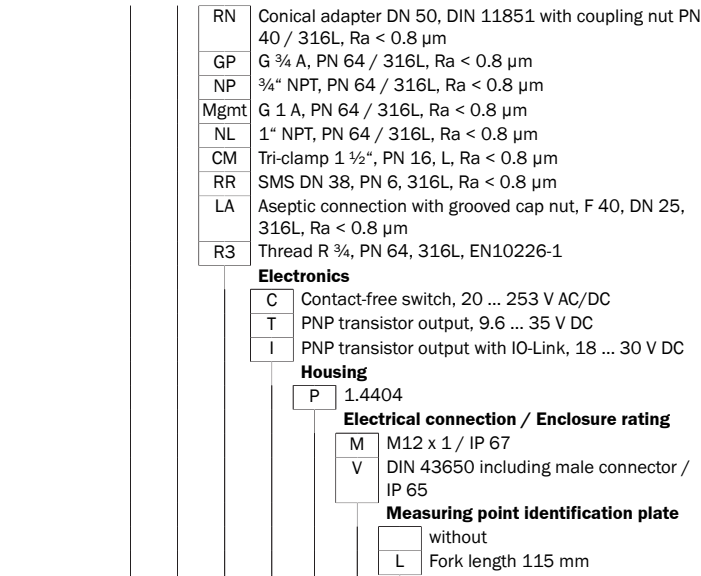 RN Conical adapter DN 50, DIN 11851 with coupling nut PN
40 / 316L, Ra < 0.8 µm
GP G ¾ A, PN 64 / 316L, Ra < 0.8 µm
NP ¾“ NPT, PN 64 / 316L, Ra < 0.8 µm
Mgmt G 1 A, PN 64 / 316L, Ra < 0.8 µm
NL 1“ NPT, PN 64 / 316L, Ra < 0.8 µm
CM Tri-clamp 1 ½“, PN 16, L, Ra < 0.8 µm
RR SMS DN 38, PN 6, 316L, Ra < 0.8 µm
LA Aseptic connection with grooved cap nut, F 40, DN 25,
316L, Ra < 0.8 µm
R3 Thread R ¾, PN 64, 316L, EN10226-1
Electronics
C Contact-free switch, 20 ... 253 V AC/DC
T PNP transistor output, 9.6 ... 35 V DC
I PNP transistor output with IO-Link, 18 ... 30 V DC
Housing
P 1.4404
Electrical connection / Enclosure rating
M M12 x 1 / IP 67
V DIN 43650 including male connector /
IP 65
Measuring point identification plate
without
L Fork length 115 mm